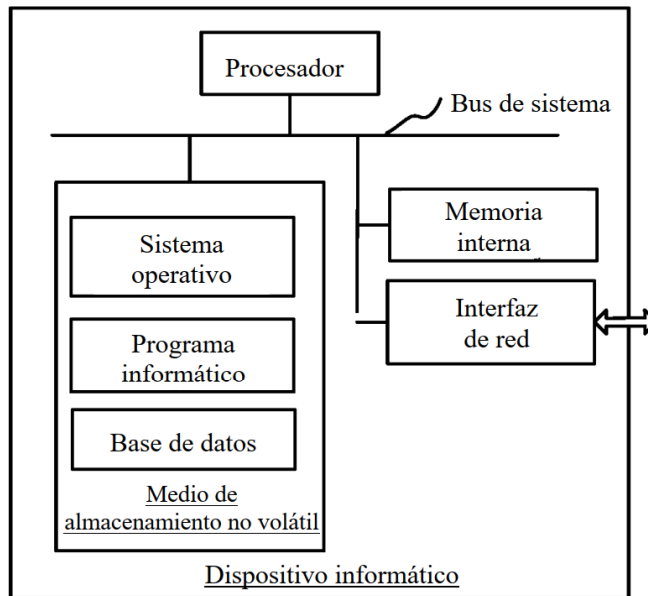 Procesador
Bus de sistema
Sistema
operativo
Programa
informático
Base de datos
Medio de
almacenamiento no volátil
Memoria
interna
Interfaz
de red
Dispositivo informático